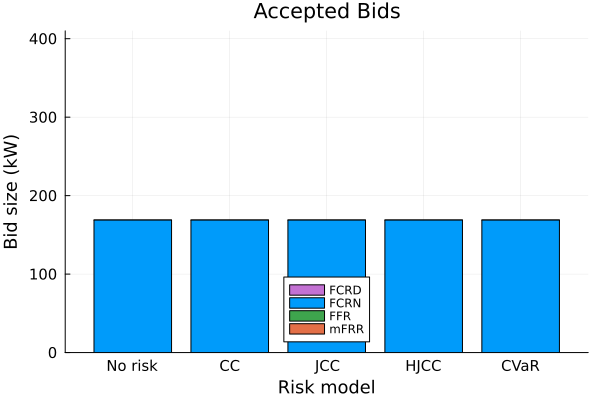 Accepted Bids
Bid size (kW)
400
300
200
100
0
FCRD
FCRN
FFR
mFRR
No risk CC JCC HJCC CVaR
Risk model